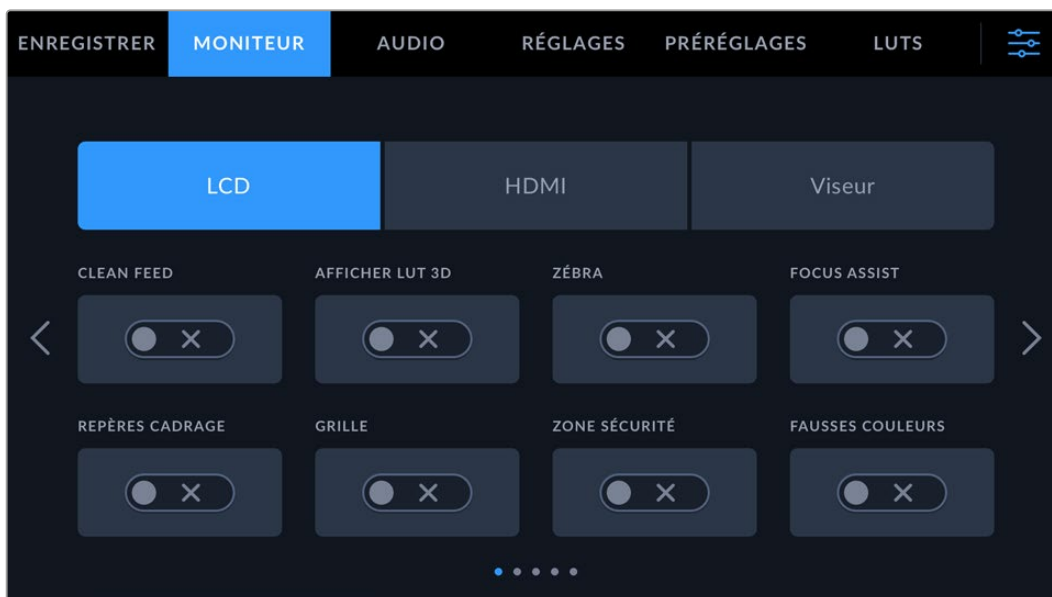 ENREGISTRER MONITEUR AUDIO RÉGLAGES PRÉRÉGLAGES LUTS
LCD HDMI Viseur
CLEAN FEED AFFICHER LUT 3D ZÉBRA FOCUS ASSIST
REPÈRES CADRAGE GRILLE ZONE SÉCURITÉ FAUSSES COULEURS